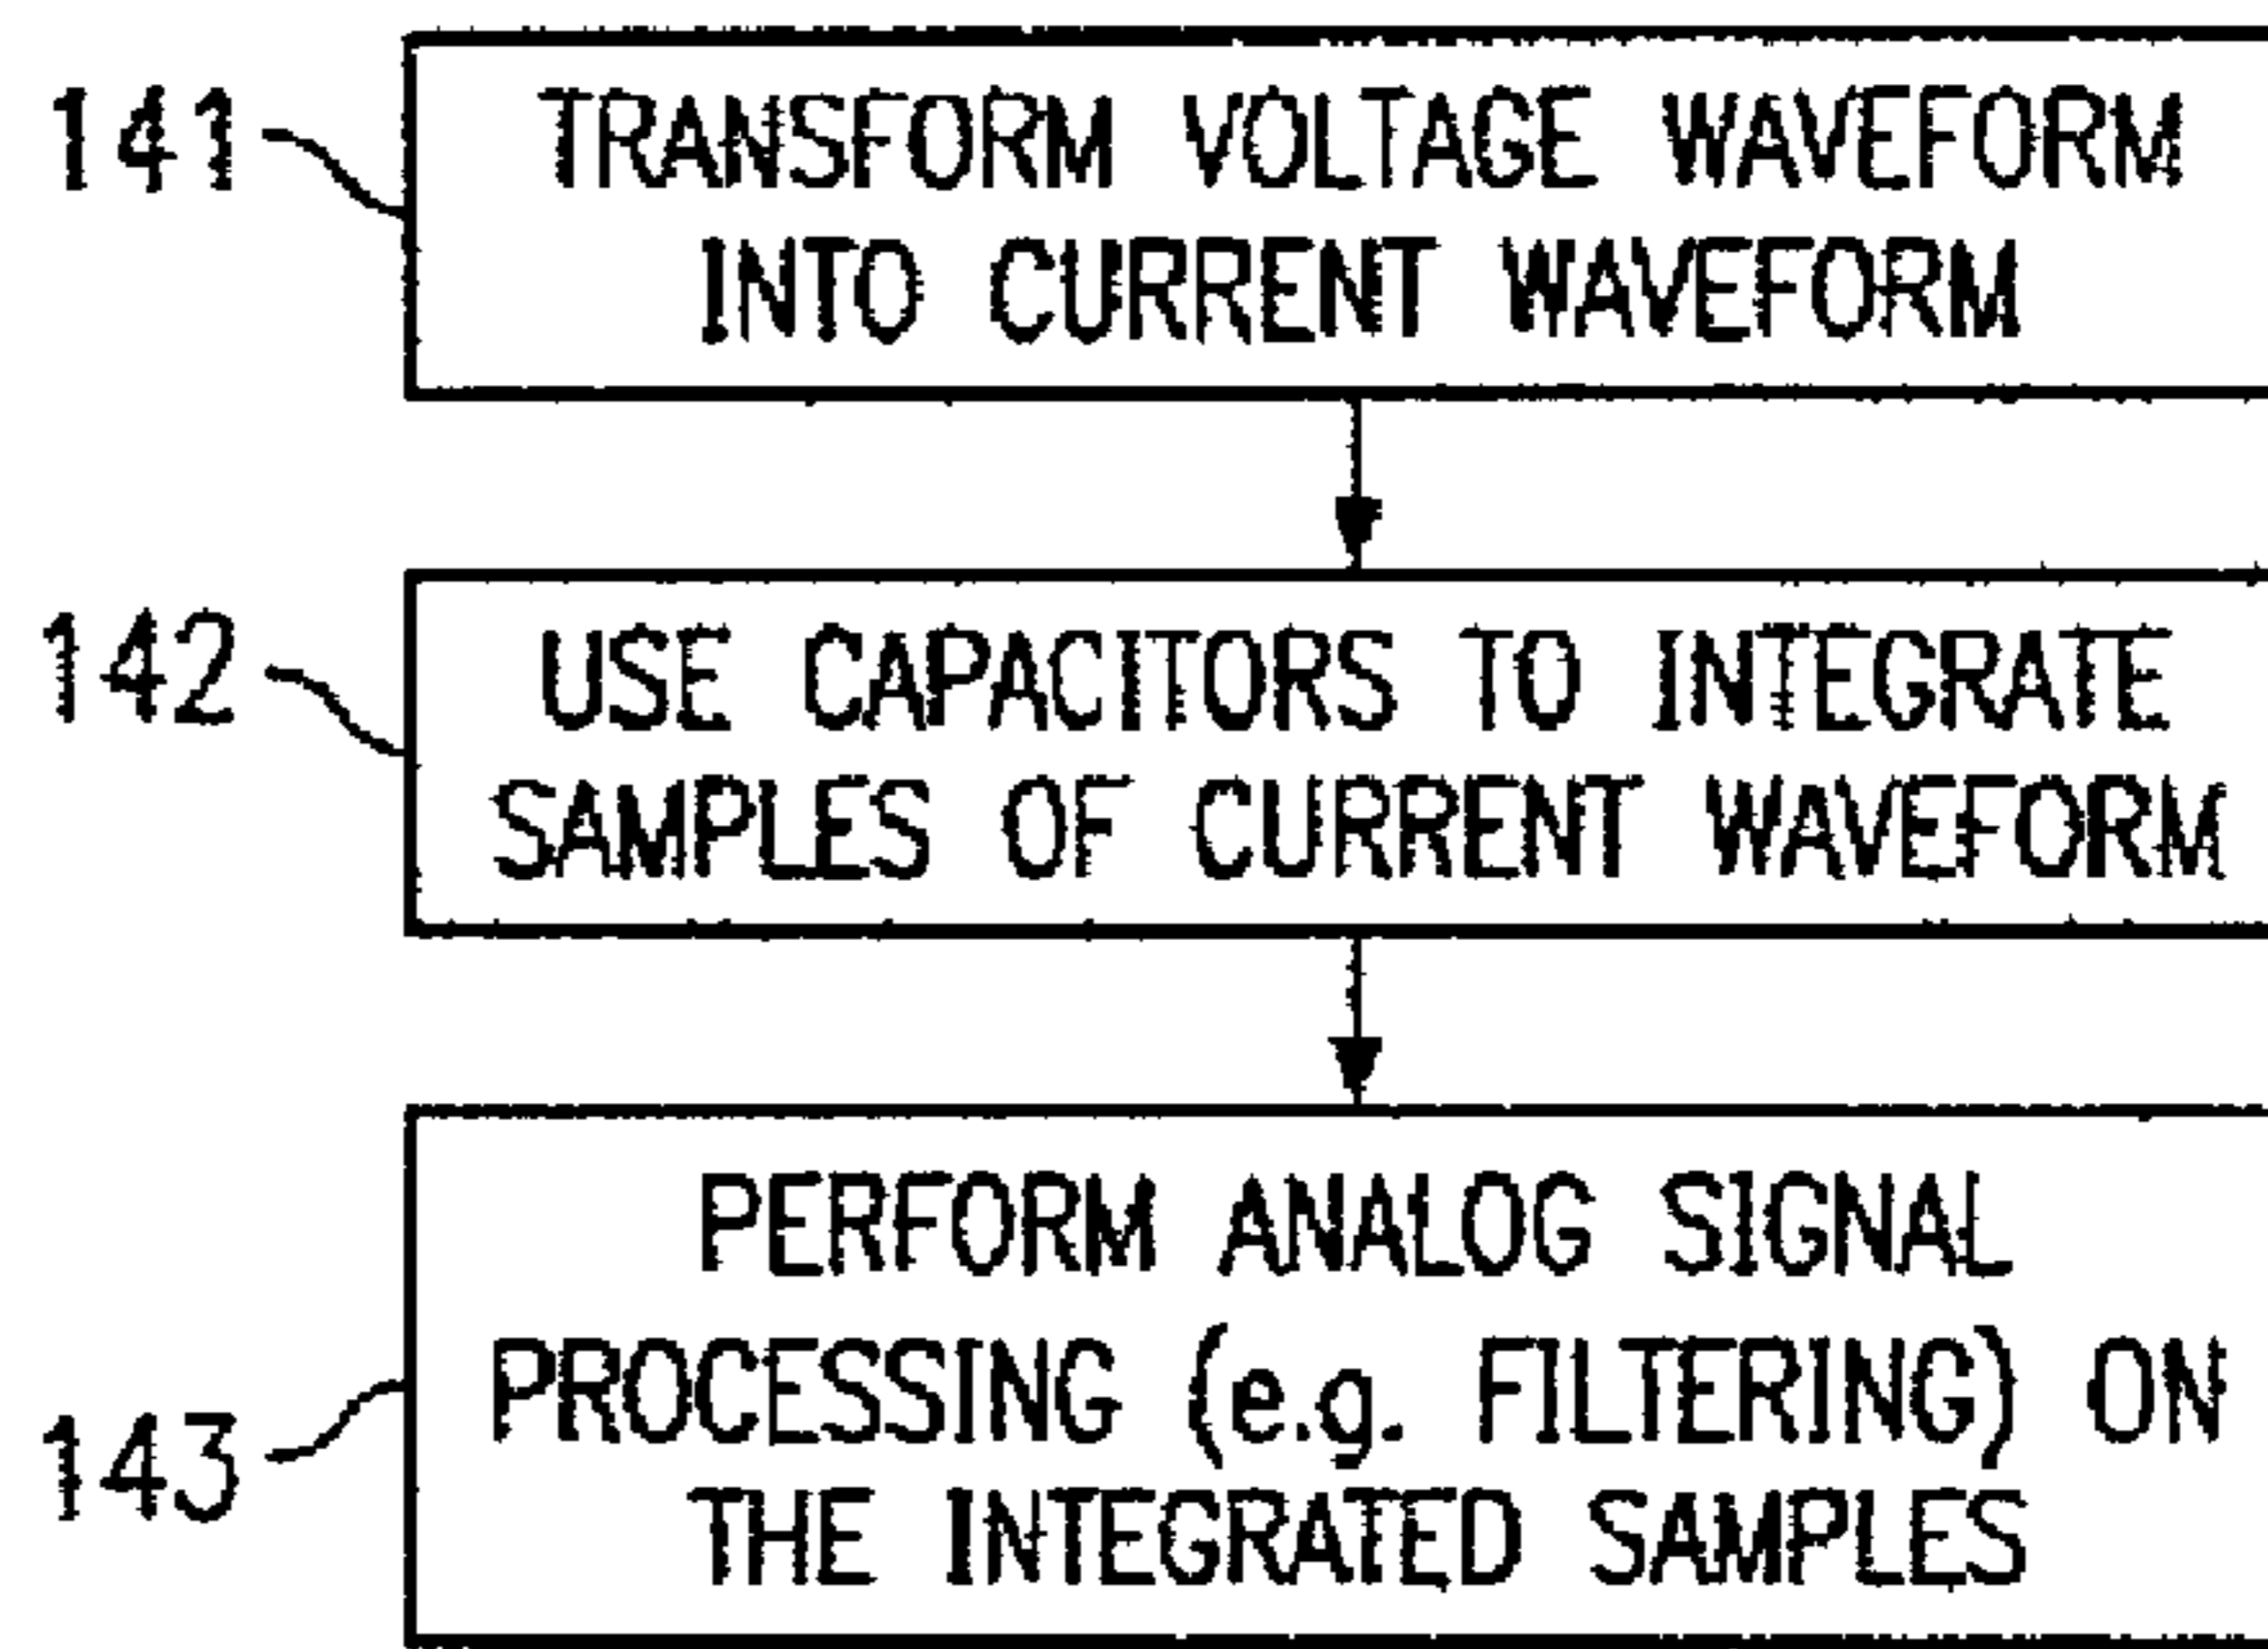 141
TRANSFORM VOLTAGE WAVEFORM
INTO CURRENT WAVEFORM
142
USE CAPACITORS TO INTEGRATE
SAMPLES OF CURRENT WAVEFORM
143
PERFORM ANALOG SIGNAL
PROCESSING (e.g. FILTERING) ON
THE INTEGRATED SAMPLES